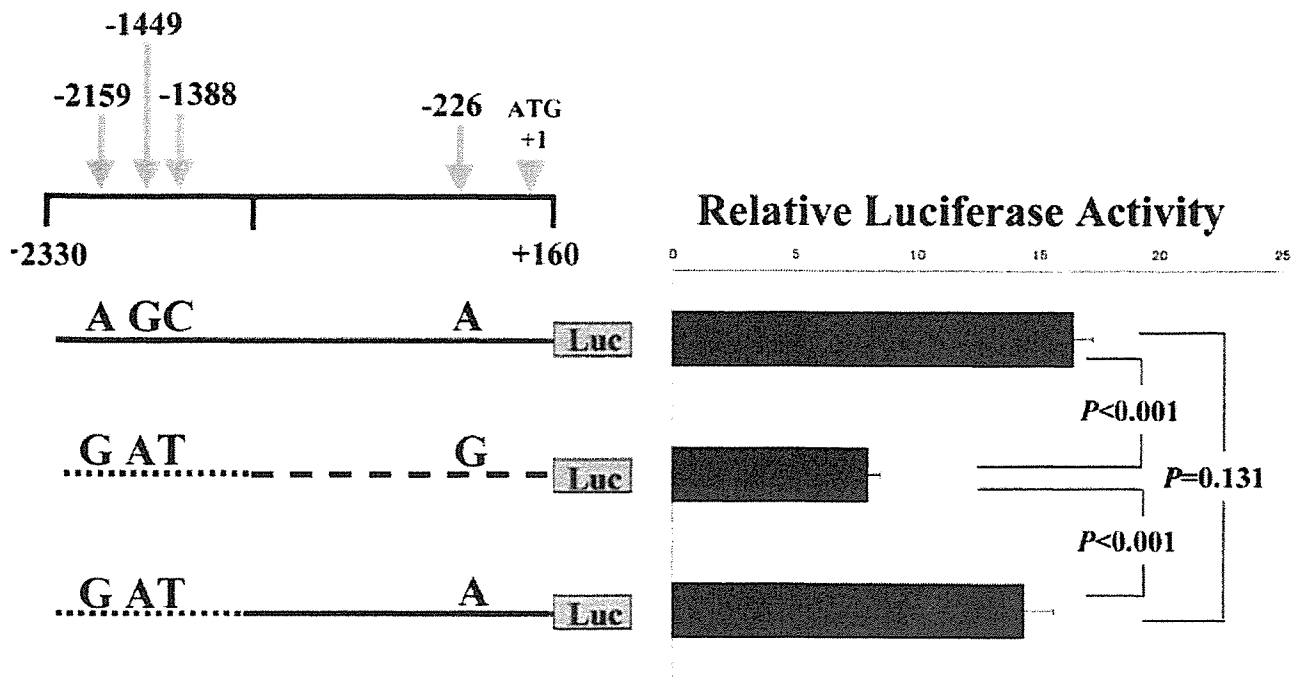 -1449
-2159 -1388 -226 ATG
+1
-2330 +160
Relative Luciferase Activity
0 5 10 15 20 25
A GC A Luc
P<0.001
G AT G Luc
P=0.131
P<0.001
G AT A Luc